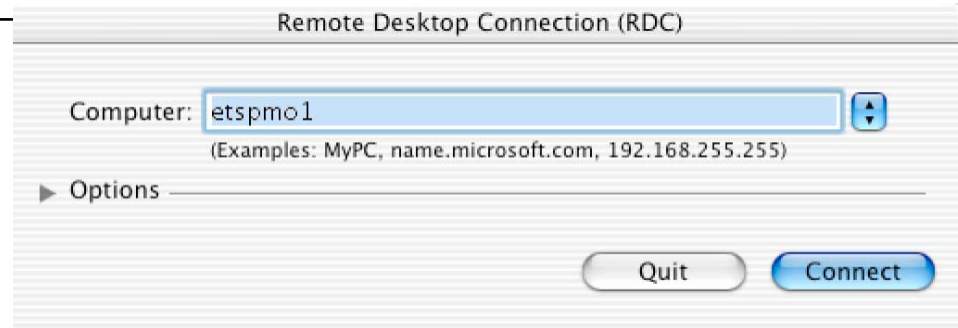 Remote Desktop Connection (RDC)
Computer: etspmo1
(Examples: MyPC, name.microsoft.com, 192.168.255.255)
Options
Quit Connect